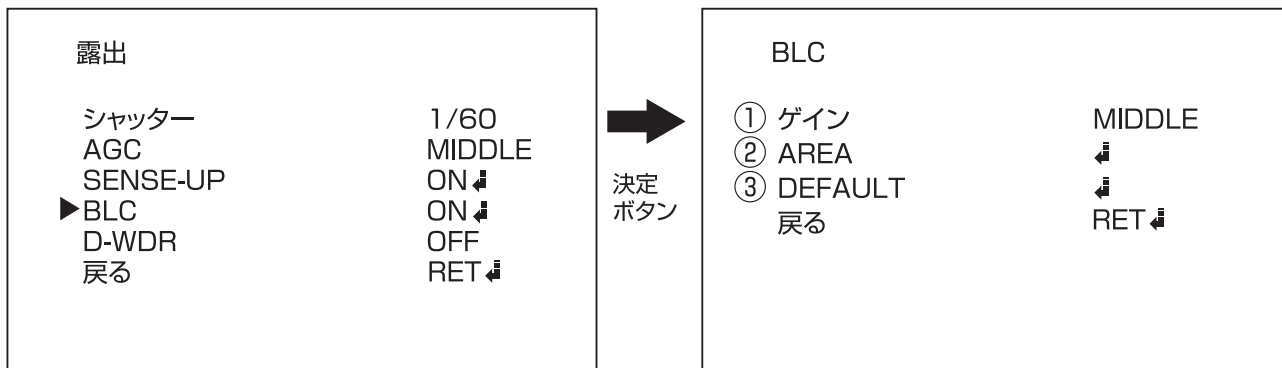 露出
シャッター 1/60
AGC MIDDLE
SENSE-UP ON
▶BLC ON
D-WDR OFF
戻る RET
決定
ボタン
BLC
① ゲイン MIDDLE
② AREA
③ DEFAULT
戻る RET